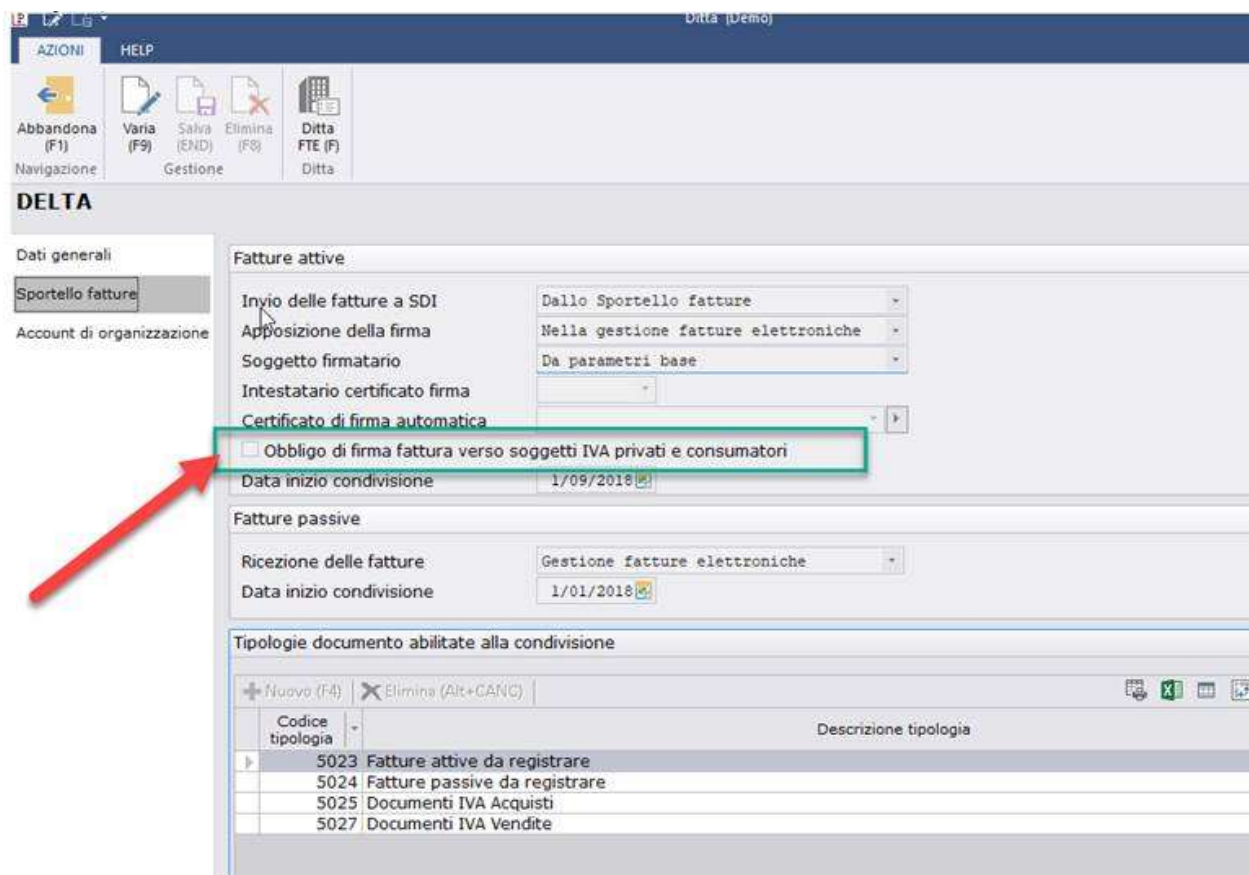 Ditta (Demo)
AZIONI HELP
Abbandona (F1)
Varia (F9)
Salva (END)
Elimina (F8)
Ditta FTE (F)
Navigazione Gestione Ditta
DELTA
Dati generali
Sportello fatture
Account di organizzazione
Fatture attive
Invio delle fatture a SDI Dallo Sportello fatture
Apposizione della firma Nella gestione fatture elettroniche
Soggetto firmatario Da parametri base
Intestatario certificato firma
Certificato di firma automatica
Obbligo di firma fattura verso soggetti IVA privati e consumatori
Data inizio condivisione 1/09/2018
Fatture passive
Ricezione delle fatture Gestione fatture elettroniche
Data inizio condivisione 1/01/2018
Tipologie documento abilitate alla condivisione
Nuovo (F4) Elimina (Alt+CANC)
Codice tipologia Descrizione tipologia
5023 Fatture attive da registrare
5024 Fatture passive da registrare
5025 Documenti IVA Acquisti
5027 Documenti IVA Vendite